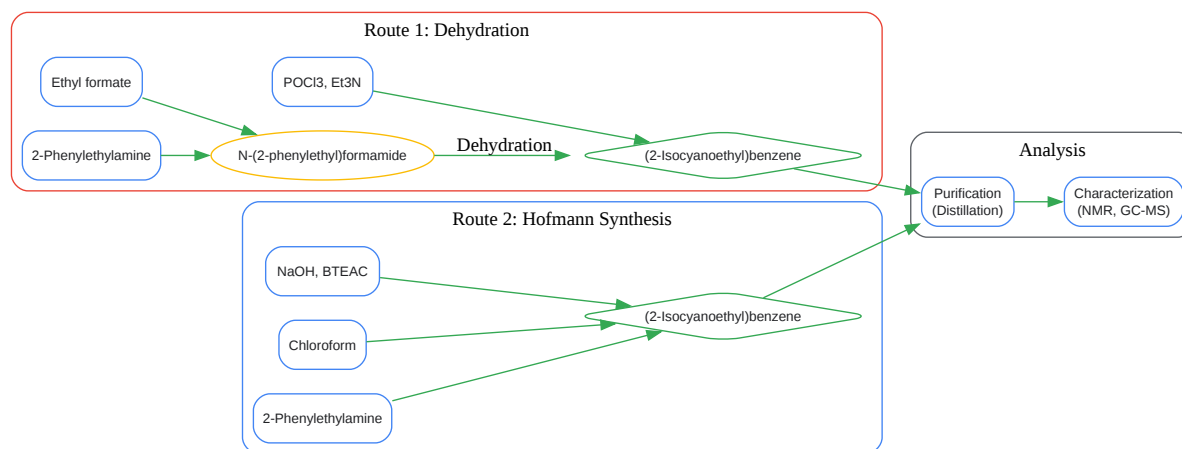 Route 1: Dehydration
Ethyl formate
POCl3, Et3N
2-Phenylethylamine
N-(2-phenylethyl)formamide
Dehydration
(2-Isocyanoethyl)benzene
Route 2: Hofmann Synthesis
NaOH, BTEAC
Chloroform
2-Phenylethylamine
(2-Isocyanoethyl)benzene
Analysis
Purification
(Distillation)
Characterization
(NMR, GC-MS)